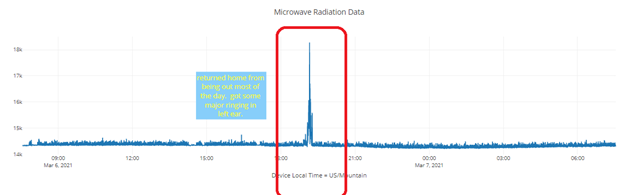 Microwave Radiation Data
18k
17k
16k
15k
14k
returned home from
being out most of
the day. got some
major ringing in
left ear.
09:00
Mar 6, 2021
12:00
15:00
18:00
21:00
00:00
Mar 7, 2021
03:00
06:00
Device Local Time = US/Mountain